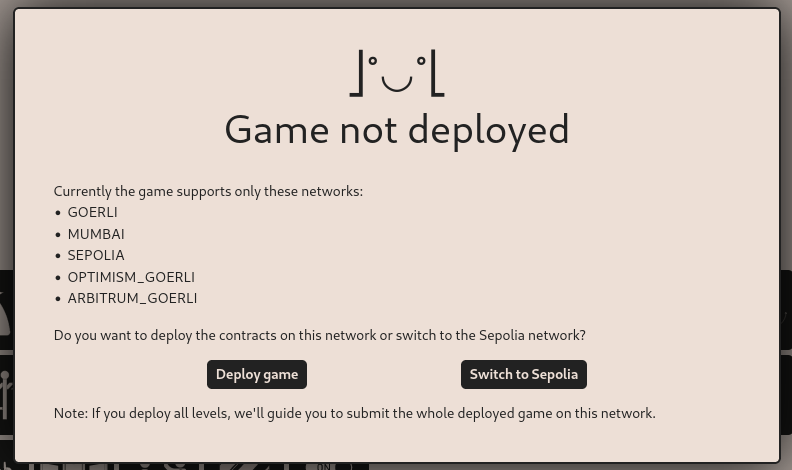 Game not deployed
Currently the game supports only these networks:
• GOERLI
• MUMBAI
• SEPOLIA
• OPTIMISM_GOERLI
• ARBITRUM_GOERLI
Do you want to deploy the contracts on this network or switch to the Sepolia network?
Deploy game Switch to Sepolia
Note: If you deploy all levels, we'll guide you to submit the whole deployed game on this network.